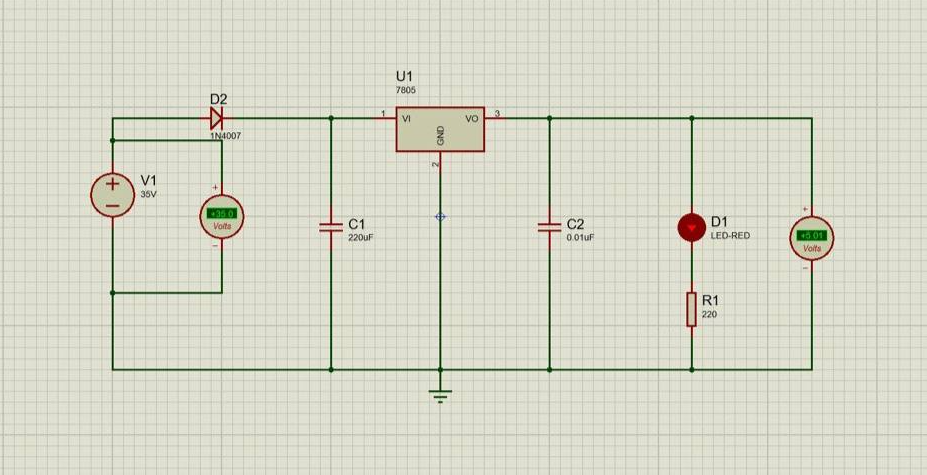 U1
7805
D2
1N4007
1
VI
VO
3
GND
2
V1
35V
+
+35.0
Volts
−
C1
220uF
C2
0.01uF
D1
LED-RED
+
+5.01
Volts
−
R1
220